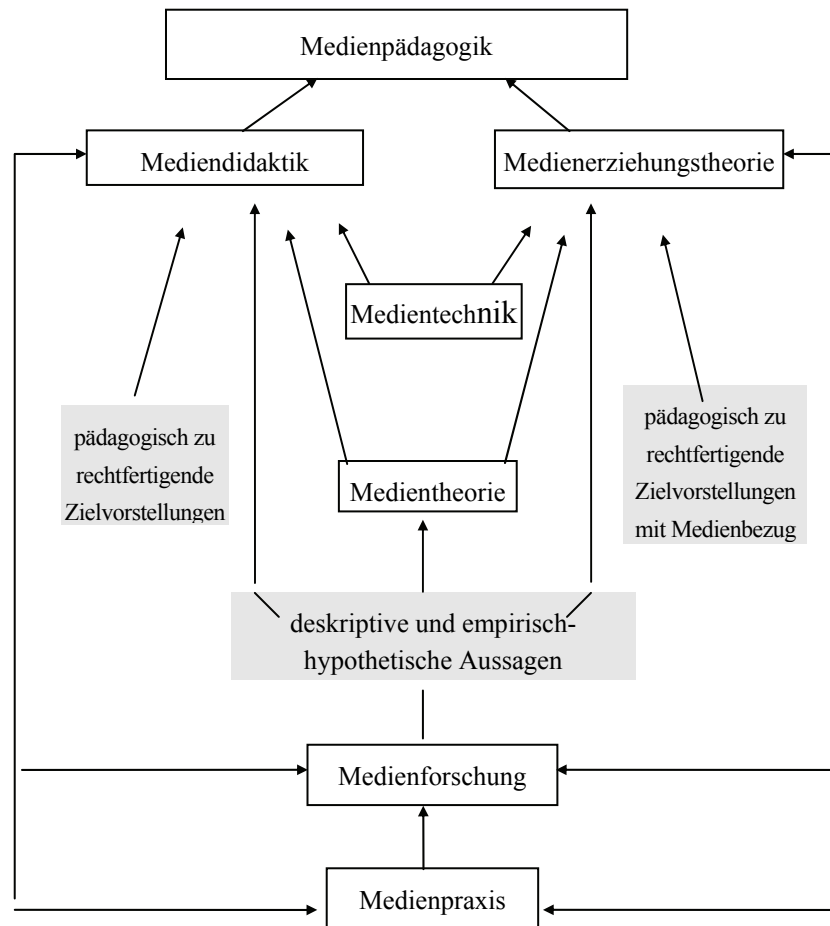 Medienpädagogik
Mediendidaktik
Medienerziehungstheorie
Medientechnik
pädagogisch zu
rechtfertigende
Zielvorstellungen
pädagogisch zu
rechtfertigende
Zielvorstellungen
mit Medienbezug
Medientheorie
deskriptive und empirisch-
hypothetische Aussagen
Medienforschung
Medienpraxis